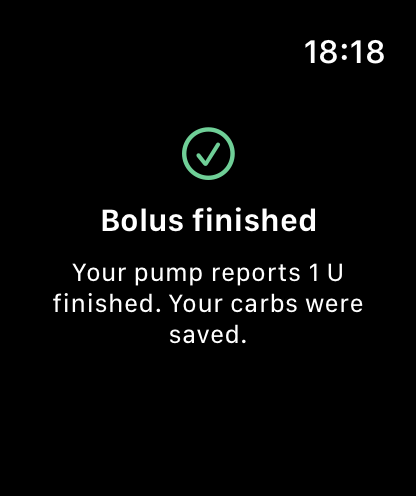 18:18
Bolus finished
Your pump reports 1 U
finished. Your carbs were
saved.